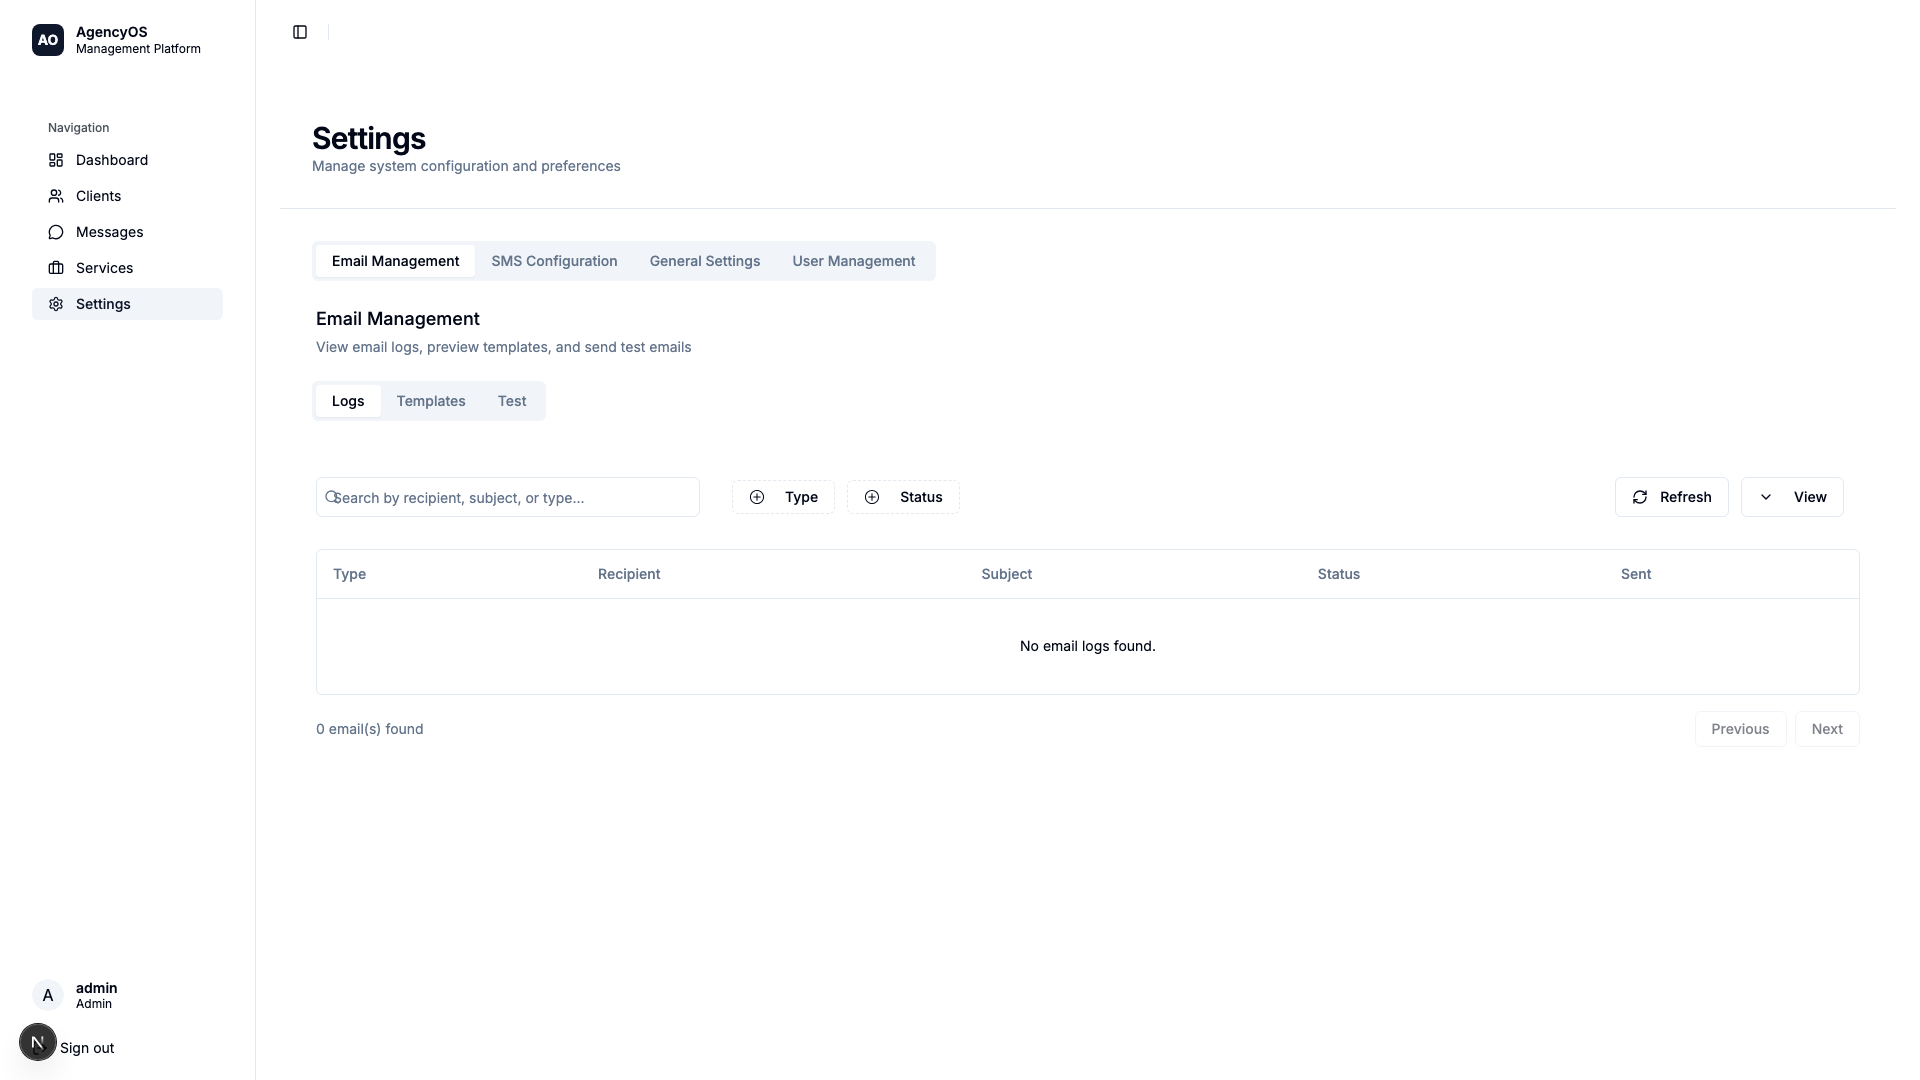 AO
AgencyOS
Management Platform
Navigation
Dashboard
Clients
Messages
Services
Settings
Settings
Manage system configuration and preferences
Email Management SMS Configuration General Settings User Management
Email Management
View email logs, preview templates, and send test emails
Logs Templates Test
Search by recipient, subject, or type...
Type
Status
Refresh
View
Type Recipient Subject Status Sent
No email logs found.
0 email(s) found
Previous Next
A
admin
Admin
N
Sign out